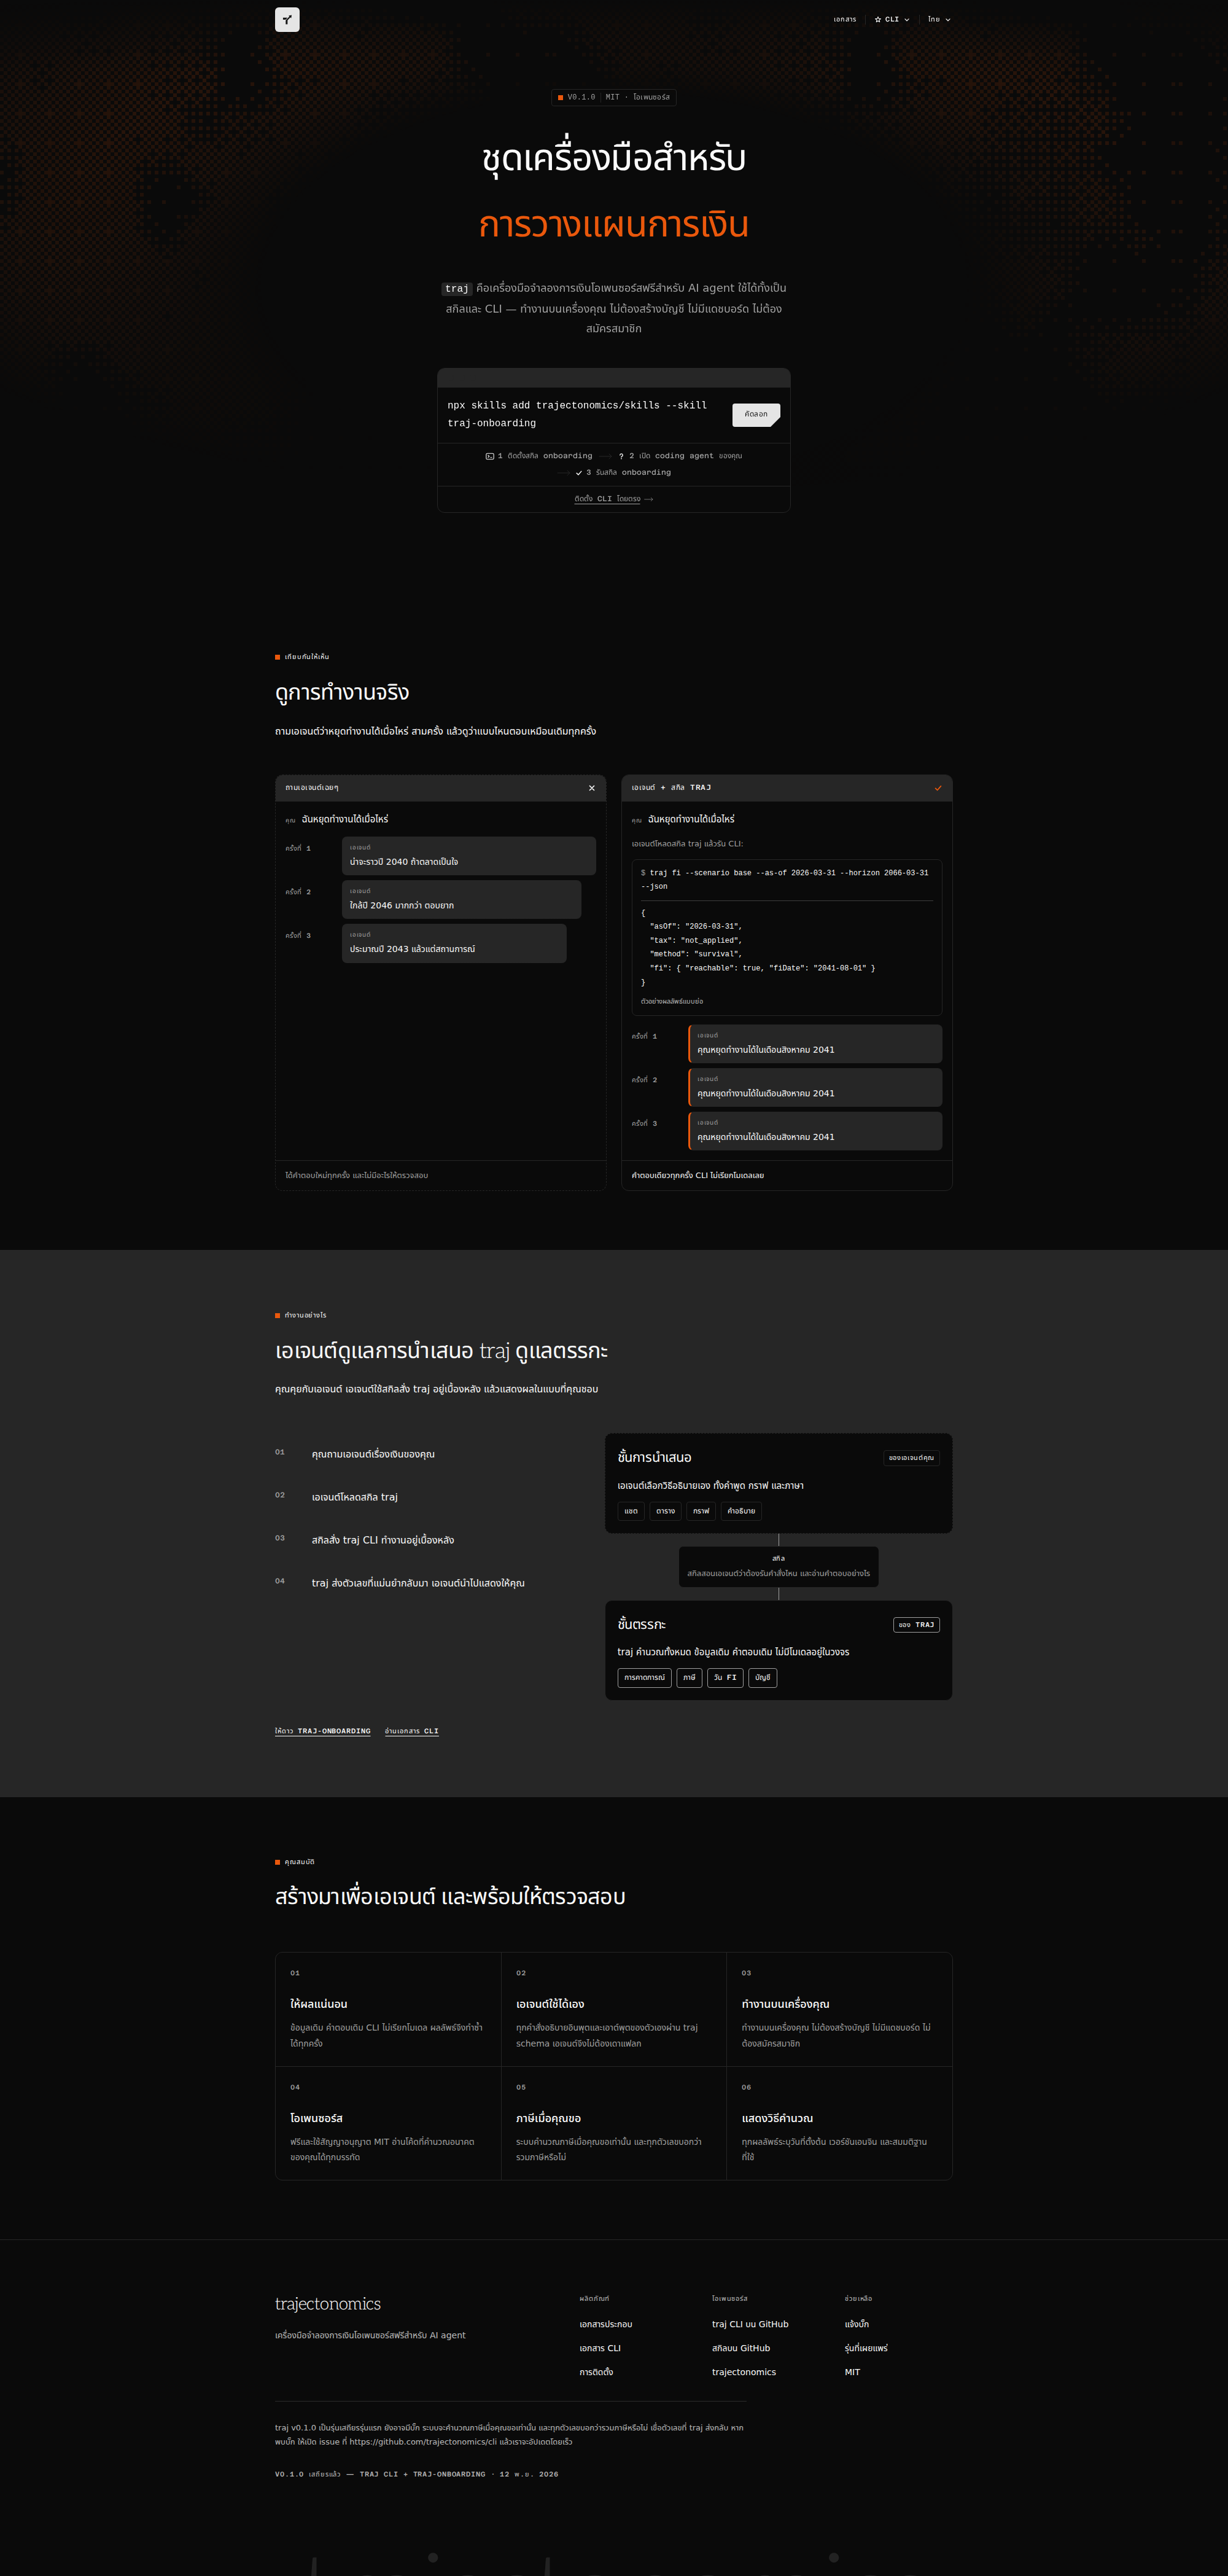 เอกสาร
CLI
ไทย
V0.1.0 MIT · โอเพนซอร์ส
ชุดเครื่องมือสำหรับ
การวางแผนการเงิน
traj คือเครื่องมือจำลองการเงินโอเพนซอร์สฟรีสำหรับ AI agent ใช้ได้ทั้งเป็น
สกิลและ CLI — ทำงานบนเครื่องคุณ ไม่ต้องสร้างบัญชี ไม่มีแดชบอร์ด ไม่ต้อง
สมัครสมาชิก
npx skills add trajectonomics/skills --skill
traj-onboarding
คัดลอก
1 ติดตั้งสกิล onboarding
2 เปิด coding agent ของคุณ
3 รันสกิล onboarding
ติดตั้ง CLI โดยตรง
เทียบกันให้เห็น
ดูการทำงานจริง
ถามเอเจนต์ว่าหยุดทำงานได้เมื่อไหร่ สามครั้ง แล้วดูว่าแบบไหนตอบเหมือนเดิมทุกครั้ง
ถามเอเจนต์เฉยๆ
คุณ ฉันหยุดทำงานได้เมื่อไหร่
ครั้งที่ 1
เอเจนต์
น่าจะราวปี 2040 ถ้าตลาดเป็นใจ
ครั้งที่ 2
เอเจนต์
ใกล้ปี 2046 มากกว่า ตอบยาก
ครั้งที่ 3
เอเจนต์
ประมาณปี 2043 แล้วแต่สถานการณ์
ได้คำตอบใหม่ทุกครั้ง และไม่มีอะไรให้ตรวจสอบ
เอเจนต์ + สกิล TRAJ
คุณ ฉันหยุดทำงานได้เมื่อไหร่
เอเจนต์โหลดสกิล traj แล้วรัน CLI:
$ traj fi --scenario base --as-of 2026-03-31 --horizon 2066-03-31
--json
{
"asOf": "2026-03-31",
"tax": "not_applied",
"method": "survival",
"fi": { "reachable": true, "fiDate": "2041-08-01" }
}
ตัวอย่างผลลัพธ์แบบย่อ
ครั้งที่ 1
เอเจนต์
คุณหยุดทำงานได้ในเดือนสิงหาคม 2041
ครั้งที่ 2
เอเจนต์
คุณหยุดทำงานได้ในเดือนสิงหาคม 2041
ครั้งที่ 3
เอเจนต์
คุณหยุดทำงานได้ในเดือนสิงหาคม 2041
คำตอบเดียวทุกครั้ง CLI ไม่เรียกโมเดลเลย
ทำงานอย่างไร
เอเจนต์ดูแลการนำเสนอ traj ดูแลตรรกะ
คุณคุยกับเอเจนต์ เอเจนต์ใช้สกิลสั่ง traj อยู่เบื้องหลัง แล้วแสดงผลในแบบที่คุณชอบ
01 คุณถามเอเจนต์เรื่องเงินของคุณ
02 เอเจนต์โหลดสกิล traj
03 สกิลสั่ง traj CLI ทำงานอยู่เบื้องหลัง
04 traj ส่งตัวเลขที่แม่นยำกลับมา เอเจนต์นำไปแสดงให้คุณ
ชั้นการนำเสนอ
ของเอเจนต์คุณ
เอเจนต์เลือกวิธีอธิบายเอง ทั้งคำพูด กราฟ และภาษา
แชต ตาราง กราฟ คำอธิบาย
สกิล
สกิลสอนเอเจนต์ว่าต้องรันคำสั่งไหน และอ่านคำตอบอย่างไร
ชั้นตรรกะ
ของ TRAJ
traj คำนวณทั้งหมด ข้อมูลเดิม คำตอบเดิม ไม่มีโมเดลอยู่ในวงจร
การคาดการณ์ ภาษี วัน FI บัญชี
ให้ดาว TRAJ-ONBOARDING
อ่านเอกสาร CLI
คุณสมบัติ
สร้างมาเพื่อเอเจนต์ และพร้อมให้ตรวจสอบ
01
ให้ผลแน่นอน
ข้อมูลเดิม คำตอบเดิม CLI ไม่เรียกโมเดล ผลลัพธ์จึงทำซ้ำ
ได้ทุกครั้ง
02
เอเจนต์ใช้ได้เอง
ทุกคำสั่งอธิบายอินพุตและเอาต์พุตของตัวเองผ่าน traj
schema เอเจนต์จึงไม่ต้องเดาแฟลก
03
ทำงานบนเครื่องคุณ
ทำงานบนเครื่องคุณ ไม่ต้องสร้างบัญชี ไม่มีแดชบอร์ด ไม่
ต้องสมัครสมาชิก
04
โอเพนซอร์ส
ฟรีและใช้สัญญาอนุญาต MIT อ่านโค้ดที่คำนวณอนาคต
ของคุณได้ทุกบรรทัด
05
ภาษีเมื่อคุณขอ
ระบบคำนวณภาษีเมื่อคุณขอเท่านั้น และทุกตัวเลขบอกว่า
รวมภาษีหรือไม่
06
แสดงวิธีคำนวณ
ทุกผลลัพธ์ระบุวันที่ตั้งต้น เวอร์ชันเอนจิน และสมมติฐาน
ที่ใช้
trajectonomics
เครื่องมือจำลองการเงินโอเพนซอร์สฟรีสำหรับ AI agent
ผลิตภัณฑ์
เอกสารประกอบ
เอกสาร CLI
การติดตั้ง
โอเพนซอร์ส
traj CLI บน GitHub
สกิลบน GitHub
trajectonomics
ช่วยเหลือ
แจ้งบั๊ก
รุ่นที่เผยแพร่
MIT
traj v0.1.0 เป็นรุ่นเสถียรรุ่นแรก ยังอาจมีบั๊ก ระบบจะคำนวณภาษีเมื่อคุณขอเท่านั้น และทุกตัวเลขบอกว่ารวมภาษีหรือไม่ เชื่อตัวเลขที่ traj ส่งกลับ หาก
พบบั๊ก ให้เปิด issue ที่ https://github.com/trajectonomics/cli แล้วเราจะอัปเดตโดยเร็ว
V0.1.0 เสถียรแล้ว — TRAJ CLI + TRAJ-ONBOARDING · 12 พ.ย. 2026